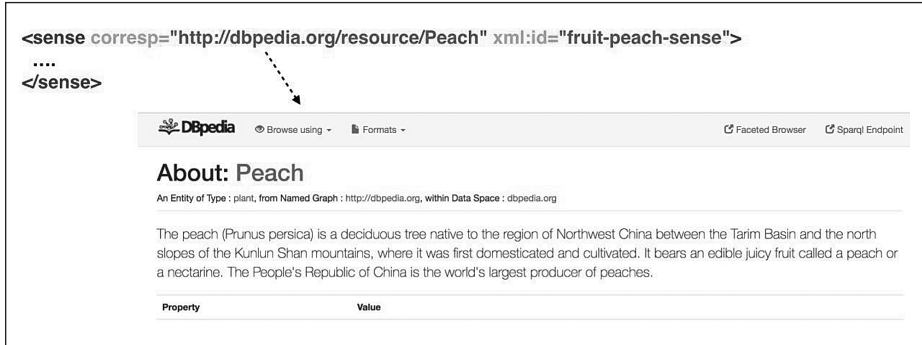 <sense corresp="http://dbpedia.org/resource/Peach" xml:id="fruit-peach-sense">
....
</sense>
DBpedia Browse using Formats Faceted Browser Sparql Endpoint
About: Peach
An Entity of Type : plant, from Named Graph : http://dbpedia.org, within Data Space : dbpedia.org
The peach (Prunus persica) is a deciduous tree native to the region of Northwest China between the Tarim Basin and the north
slopes of the Kunlun Shan mountains, where it was first domesticated and cultivated. It bears an edible juicy fruit called a peach or
a nectarine. The People's Republic of China is the world's largest producer of peaches.
Property Value